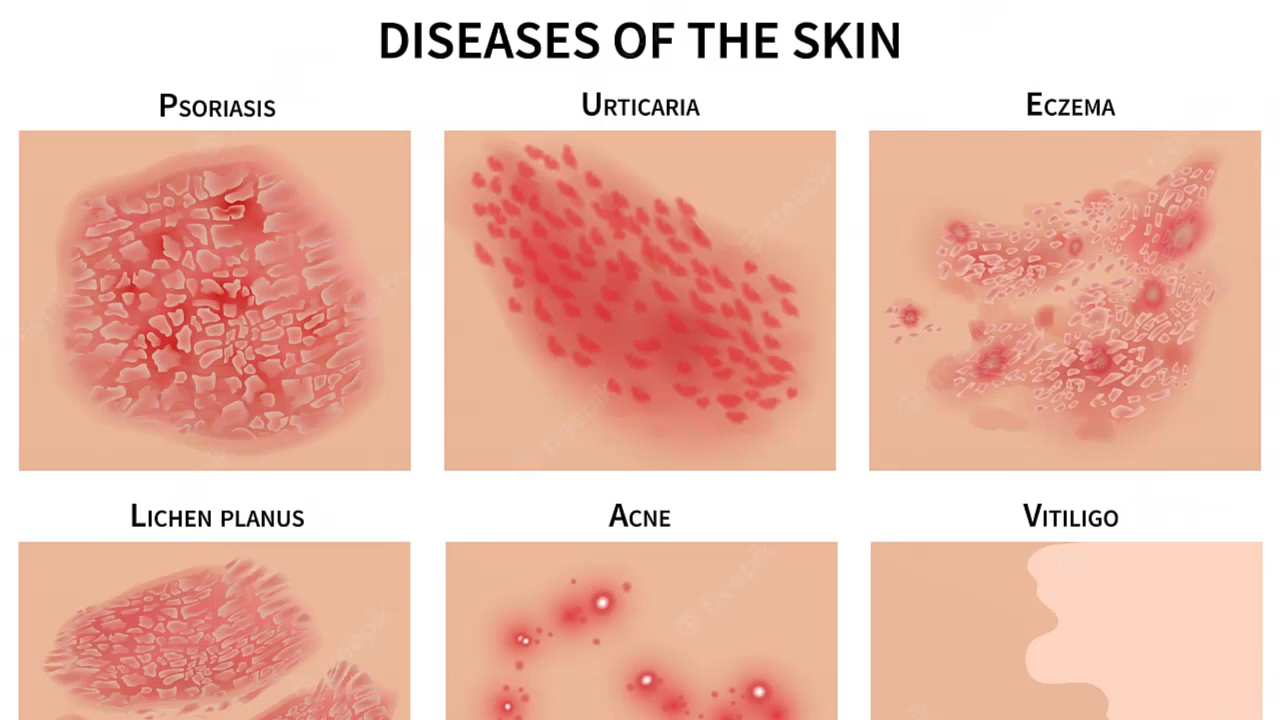 DISEASES OF THE SKIN
PSORIASIS
URTICARIA
ECZEMA
LICHEN PLANUS
ACNE
VITILIGO